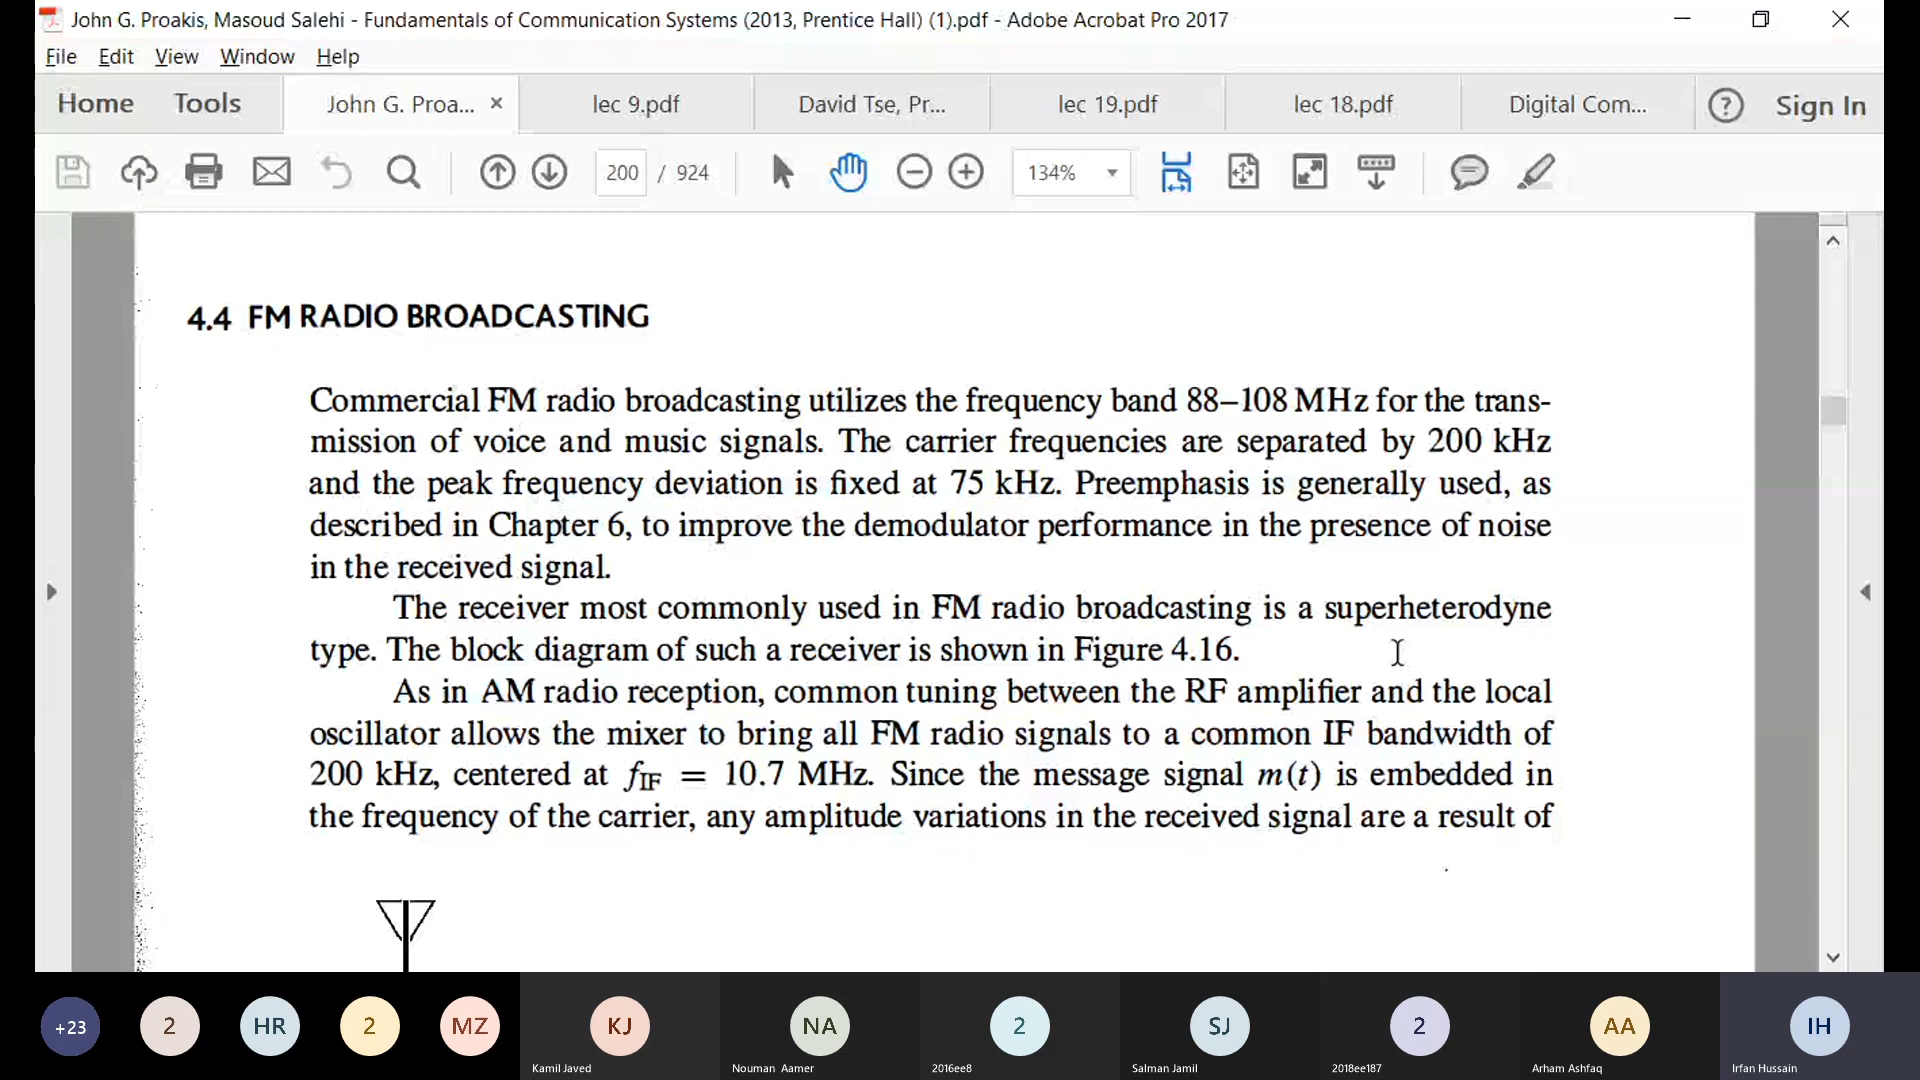 John G. Proakis, Masoud Salehi - Fundamentals of Communication Systems (2013, Prentice Hall) (1).pdf - Adobe Acrobat Pro 2017
File Edit View Window Help
Home Tools John G. Proa... × lec 9.pdf David Tse, Pr... lec 19.pdf lec 18.pdf Digital Com... ? Sign In
200 / 924 134%
4.4 FM RADIO BROADCASTING
Commercial FM radio broadcasting utilizes the frequency band 88–108 MHz for the trans-
mission of voice and music signals. The carrier frequencies are separated by 200 kHz
and the peak frequency deviation is fixed at 75 kHz. Preemphasis is generally used, as
described in Chapter 6, to improve the demodulator performance in the presence of noise
in the received signal.
The receiver most commonly used in FM radio broadcasting is a superheterodyne
type. The block diagram of such a receiver is shown in Figure 4.16.
As in AM radio reception, common tuning between the RF amplifier and the local
oscillator allows the mixer to bring all FM radio signals to a common IF bandwidth of
200 kHz, centered at fIF = 10.7 MHz. Since the message signal m(t) is embedded in
the frequency of the carrier, any amplitude variations in the received signal are a result of
+23 2 HR 2 MZ KJ NA 2 SJ 2 AA IH
Kamil Javed Nouman Aamer 2016ee8 Salman Jamil 2018ee187 Arham Ashfaq Irfan Hussain